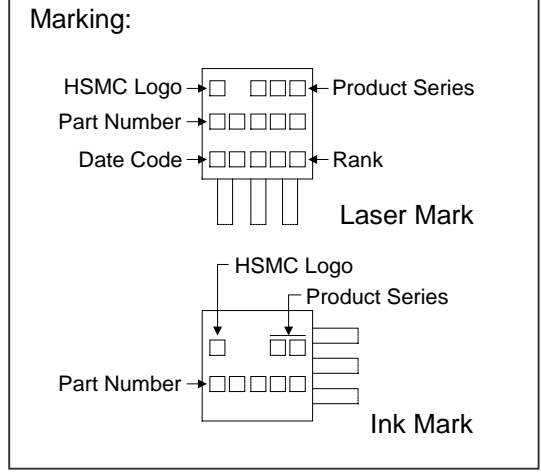 Marking:
HSMC Logo
Product Series
Part Number
Date Code
Rank
Laser Mark
HSMC Logo
Product Series
Part Number
Ink Mark